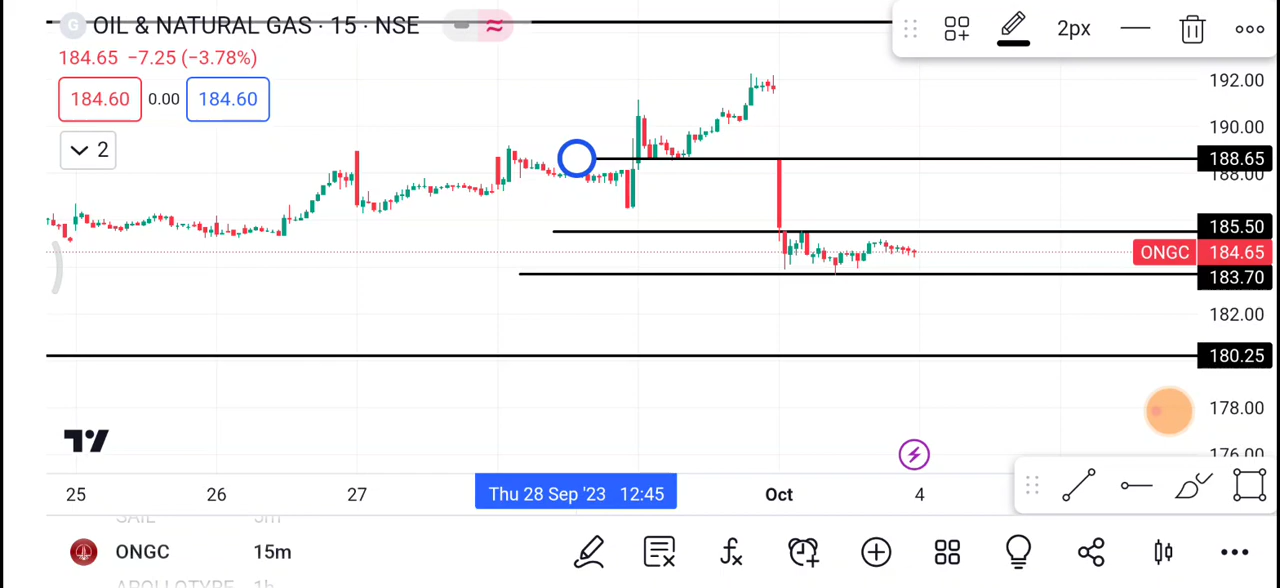 G OIL & NATURAL GAS · 15 · NSE
2px
184.65 −7.25 (−3.78%)
184.60 0.00 184.60
2
192.00
190.00
188.65
188.00
185.50
ONGC 184.65
183.70
182.00
180.25
178.00
176.00
25 26 27 Thu 28 Sep '23 12:45 Oct 4
SAIL 5m
ONGC 15m
APOLLOTYRE 1h